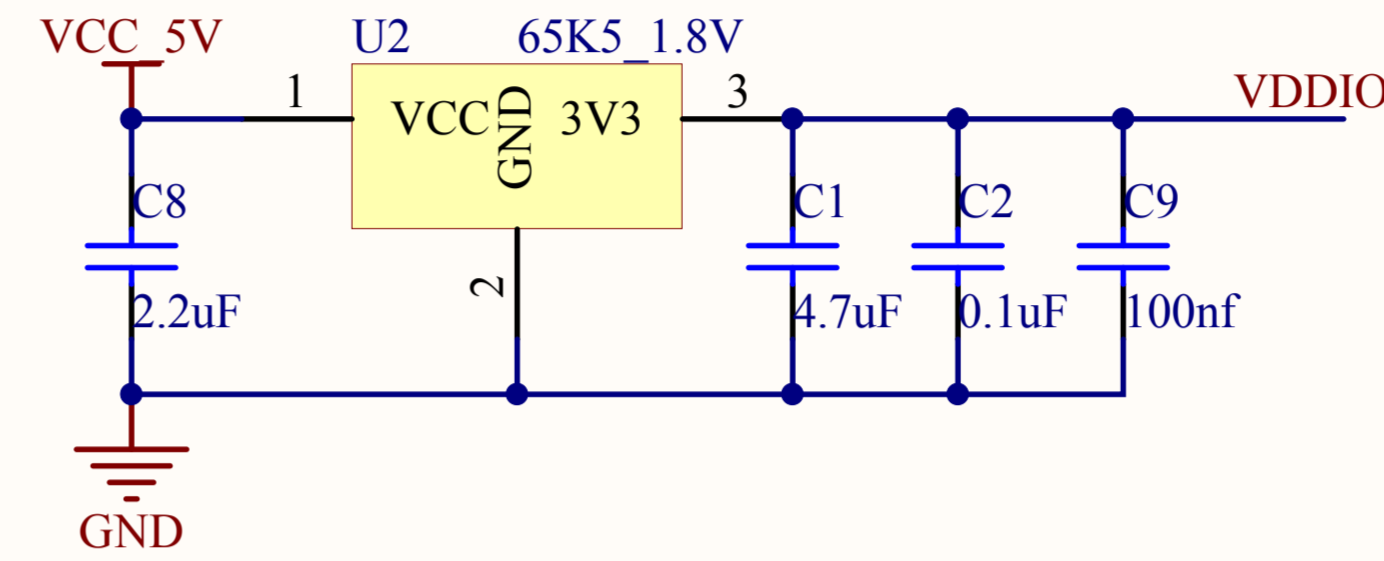 VCC_5V
U2
65K5_1.8V
1
VCC
GND
3V3
3
VDDIO
C8
C1
C2
C9
2
2.2uF
4.7uF
0.1uF
100nf
GND